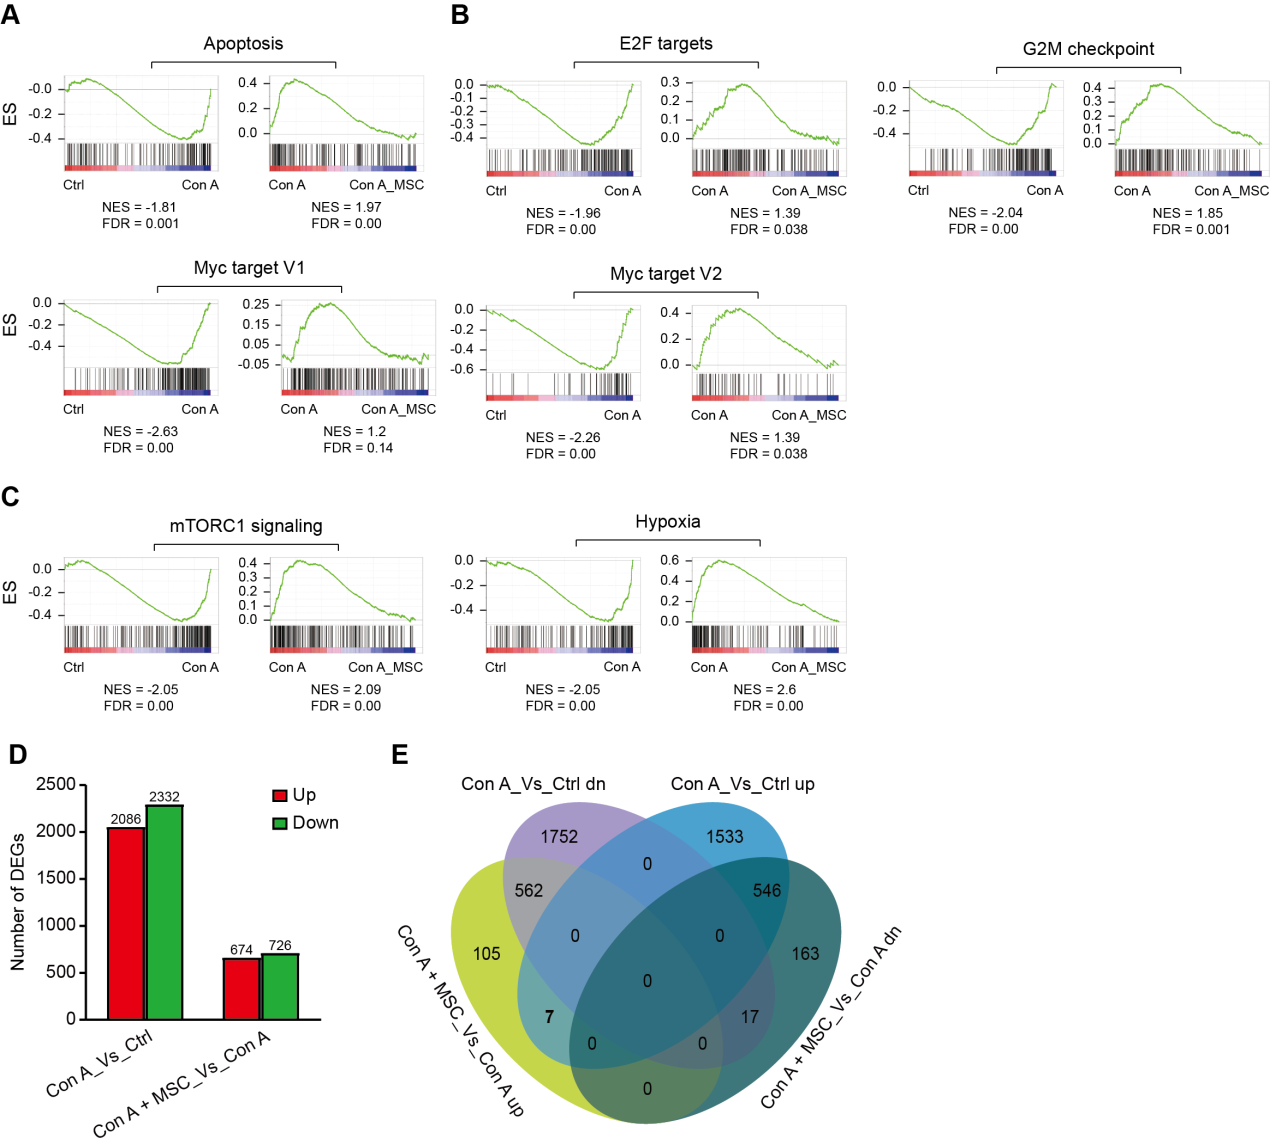 A
B
Apoptosis
E2F targets
G2M checkpoint
ES
-0.0
-0.2
-0.4
0.4
0.2
0.0
0.0
-0.1
-0.2
-0.3
-0.4
0.3
0.2
0.1
0.0
0.0
-0.2
-0.4
0.4
0.3
0.2
0.1
0.0
Ctrl Con A
Con A Con A_MSC
Ctrl Con A
Con A Con A_MSC
Ctrl Con A
Con A Con A_MSC
NES = -1.81
FDR = 0.001
NES = 1.97
FDR = 0.00
NES = -1.96
FDR = 0.00
NES = 1.39
FDR = 0.038
NES = -2.04
FDR = 0.00
NES = 1.85
FDR = 0.001
Myc target V1
Myc target V2
ES
0.0
-0.2
-0.4
0.25
0.15
0.05
-0.05
0.0
-0.2
-0.4
-0.6
0.4
0.2
0.0
Ctrl Con A
Con A Con A_MSC
Ctrl Con A
Con A Con A_MSC
NES = -2.63
FDR = 0.00
NES = 1.2
FDR = 0.14
NES = -2.26
FDR = 0.00
NES = 1.39
FDR = 0.038
C
mTORC1 signaling
Hypoxia
ES
0.0
-0.2
-0.4
0.4
0.3
0.2
0.1
0.0
0.0
-0.2
-0.4
0.6
0.4
0.2
0.0
Ctrl Con A
Con A Con A_MSC
Ctrl Con A
Con A Con A_MSC
NES = -2.05
FDR = 0.00
NES = 2.09
FDR = 0.00
NES = -2.05
FDR = 0.00
NES = 2.6
FDR = 0.00
D
Number of DEGs
2500
2000
1500
1000
500
0
2086
2332
674
726
Up
Down
Con A_Vs_Ctrl
Con A + MSC_Vs_Con A
E
Con A_Vs_Ctrl dn
Con A_Vs_Ctrl up
1752
1533
0
562
546
0
0
105
163
0
7
17
0
0
0
Con A + MSC_Vs_Con A up
Con A + MSC_Vs_Con A dn